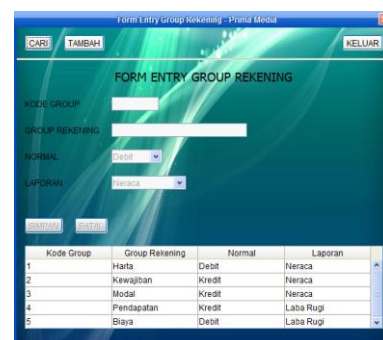 Form Entry Group Rekening - Prima Media
CARI TAMBAH KELUAR
FORM ENTRY GROUP REKENING
KODE GROUP
GROUP REKENING
NORMAL Debit
LAPORAN Neraca
SIMPAN BATAL
Kode Group Group Rekening Normal Laporan
1 Harta Debit Neraca
2 Kewajiban Kredit Neraca
3 Modal Kredit Neraca
4 Pendapatan Kredit Laba Rugi
5 Biaya Debit Laba Rugi